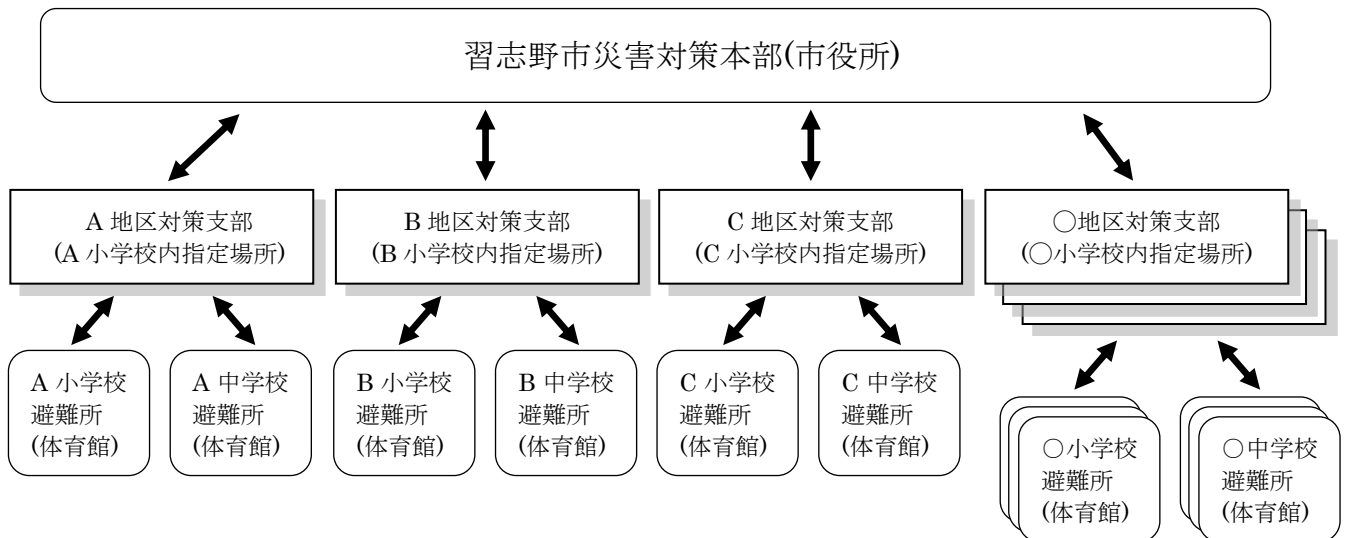 習志野市災害対策本部(市役所)
A 地区対策支部
(A 小学校内指定場所)
B 地区対策支部
(B 小学校内指定場所)
C 地区対策支部
(C 小学校内指定場所)
○地区対策支部
(○小学校内指定場所)
A 小学校
避難所
(体育館)
A 中学校
避難所
(体育館)
B 小学校
避難所
(体育館)
B 中学校
避難所
(体育館)
C 小学校
避難所
(体育館)
C 中学校
避難所
(体育館)
○小学校
避難所
(体育館)
○中学校
避難所
(体育館)